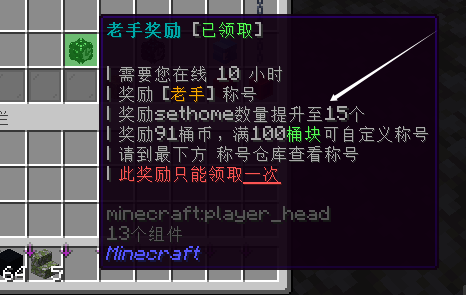 老手奖励 [已领取]
| 需要您在线 10 小时
| 奖励 [老手] 称号
| 奖励sethome数量提升至15个
| 奖励91桶币，满100桶块可自定义称号
| 请到最下方 称号仓库查看称号
| 此奖励只能领取一次
minecraft:player_head
13个组件
Minecraft
栏
64
5